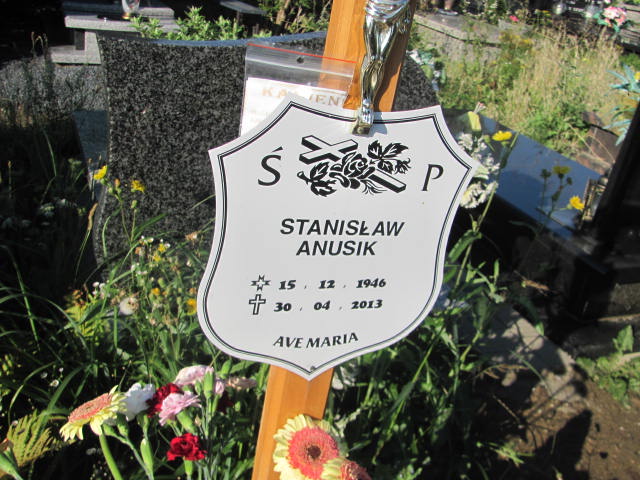 Ś P
STANISŁAW
ANUSIK
15 . 12 . 1946
30 . 04 . 2013
AVE MARIA